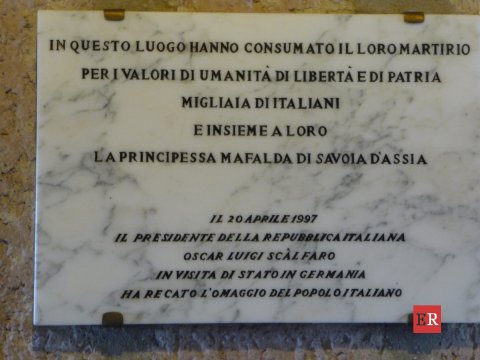 IN QUESTO LUOGO HANNO CONSUMATO IL LORO MARTIRIO
PER I VALORI DI UMANITÀ DI LIBERTÀ E DI PATRIA
MIGLIAIA DI ITALIANI
E INSIEME A LORO
LA PRINCIPESSA MAFALDA DI SAVOIA D'ASSIA
IL 20 APRILE 1997
IL PRESIDENTE DELLA REPUBBLICA ITALIANA
OSCAR LUIGI SCÀLFARO
IN VISITA DI STATO IN GERMANIA
HA RECATO L'OMAGGIO DEL POPOLO ITALIANO
ER